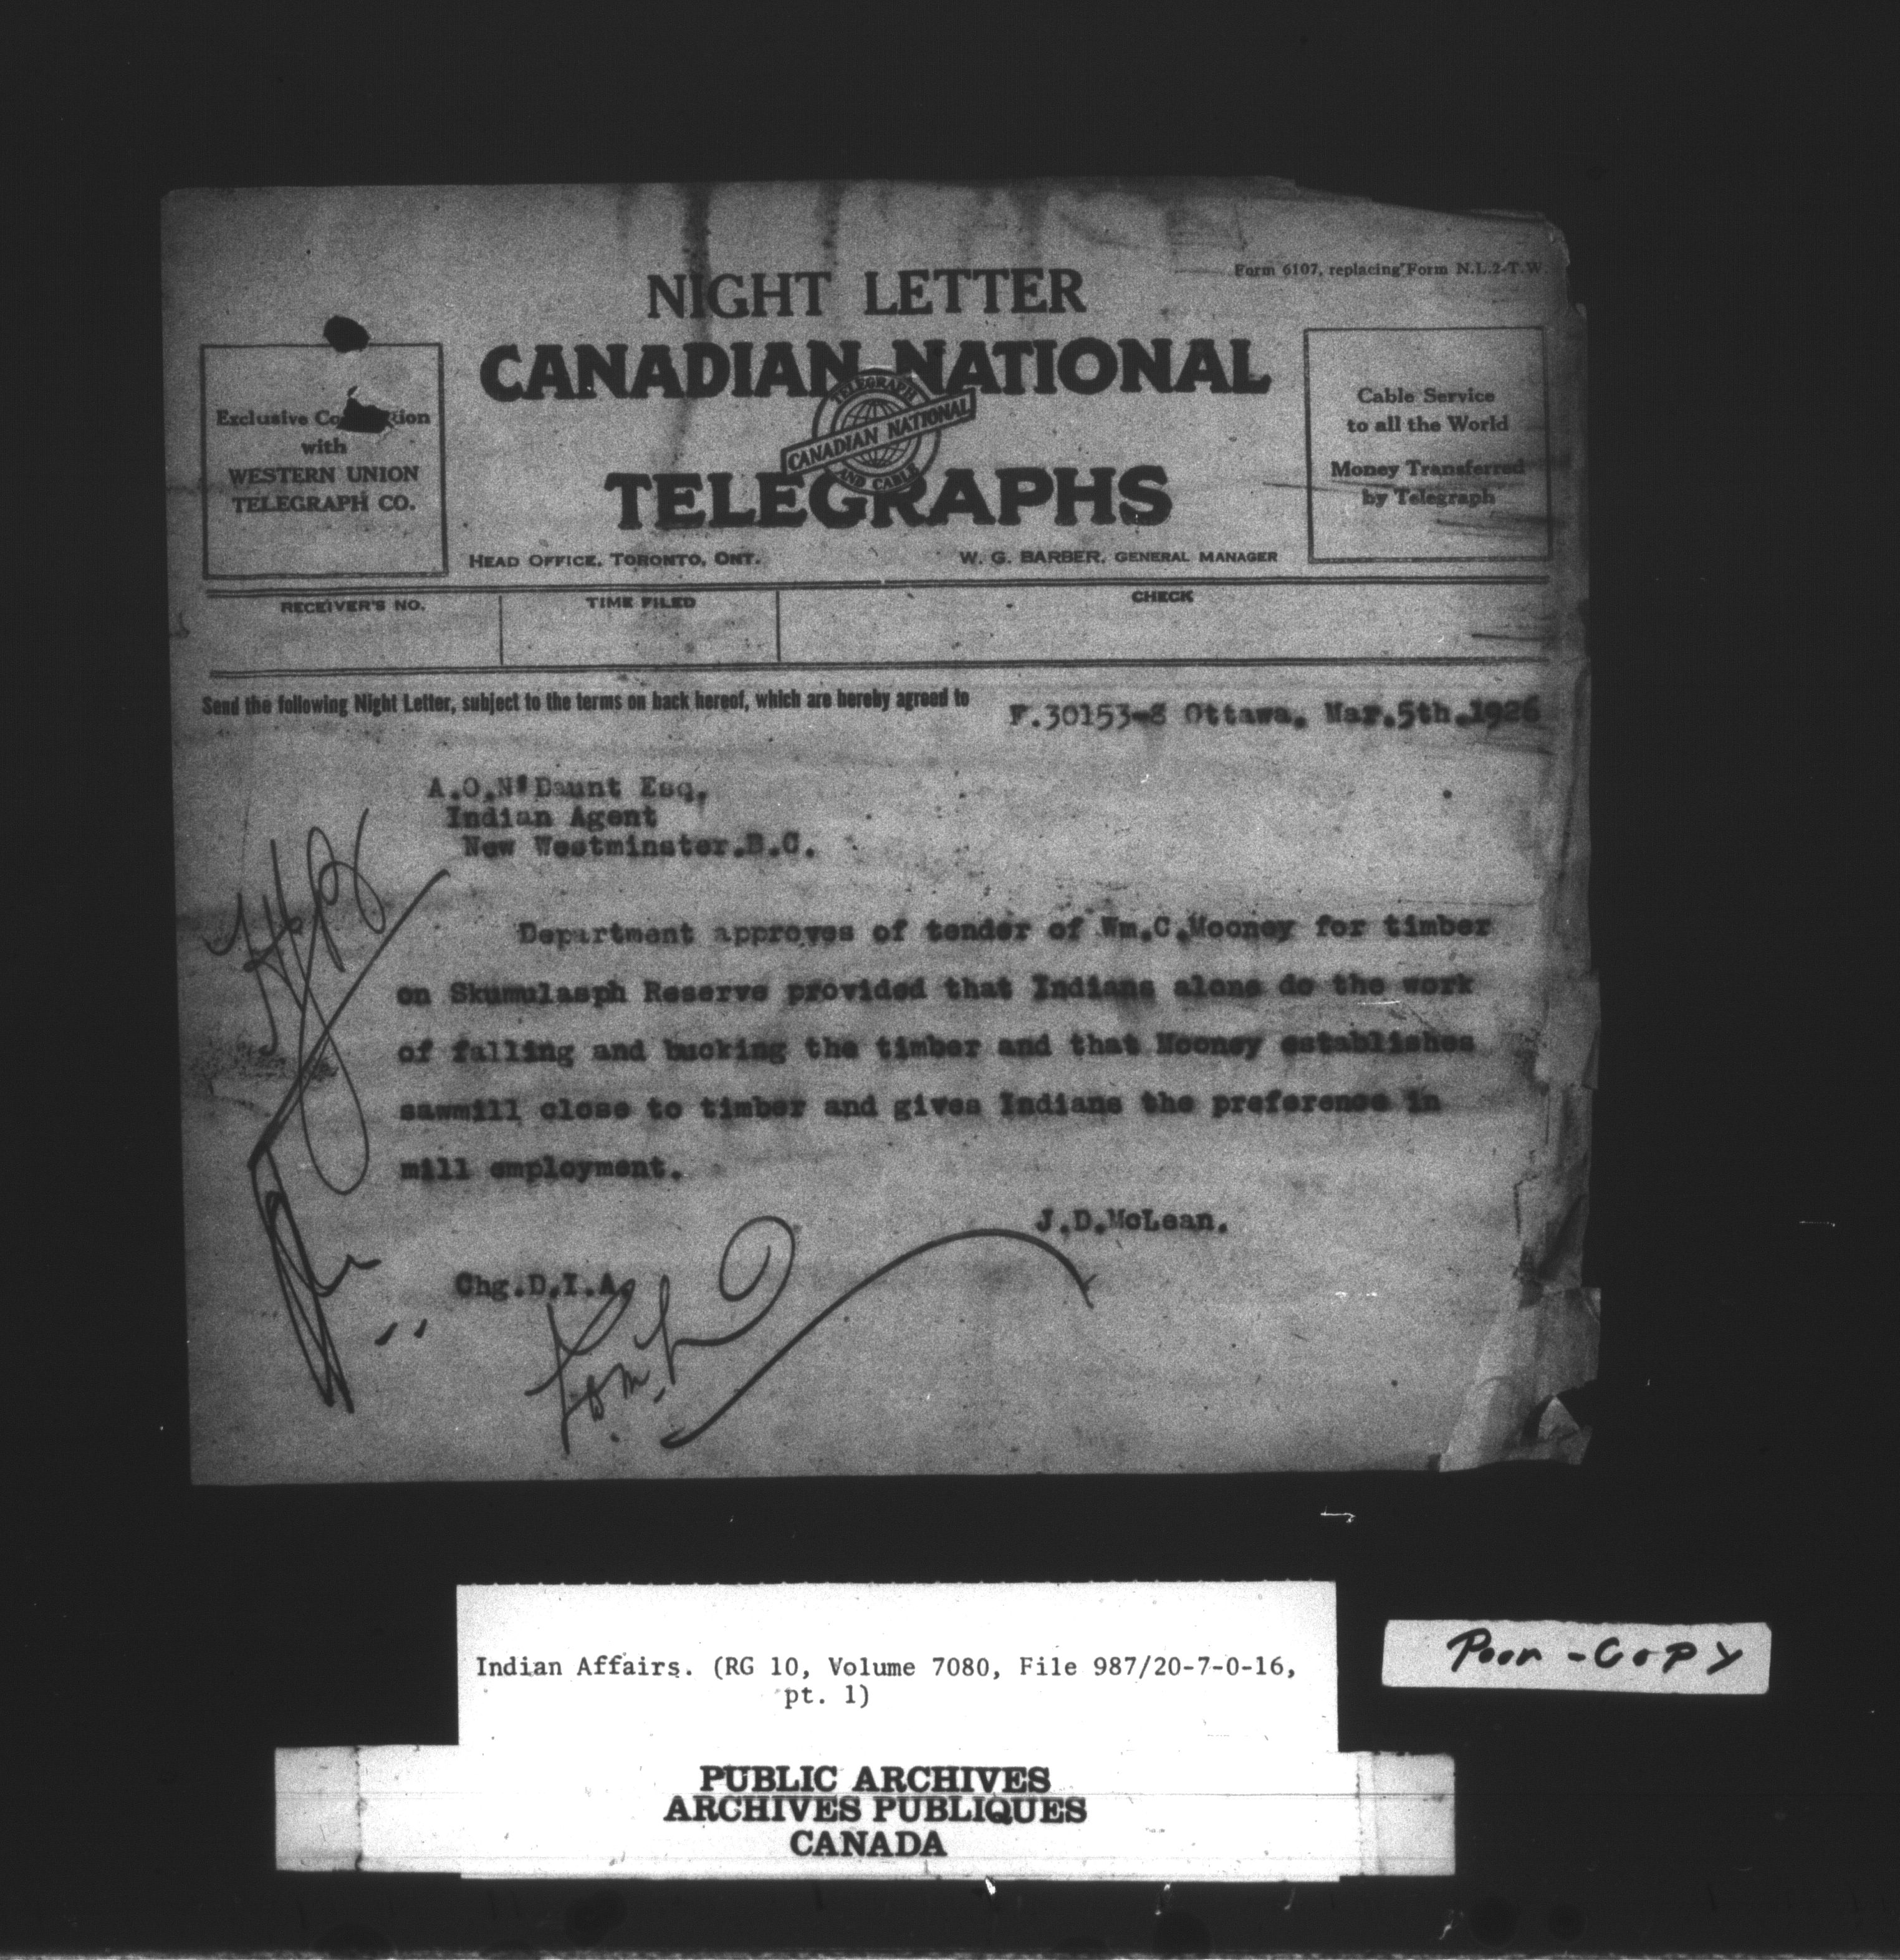 Form 6107, replacing Form N.L.2-T.W.
NIGHT LETTER
CANADIAN NATIONAL
TELEGRAPH
CANADIAN NATIONAL
AND CABLE
TELEGRAPHS
Exclusive
with
WESTERN UNION
TELEGRAPH CO.
Cable Service
to all the World
Money Transferred
by Telegraph
HEAD OFFICE, TORONTO, ONT.
W. G. BARBER, GENERAL MANAGER
RECEIVER'S NO.
TIME FILED
CHECK
Send the following Night Letter, subject to the terms on back hereof, which are hereby agreed to
F.30153-8 Ottawa, Mar.5th.1926
A.O.N'Daunt Esq.
Indian Agent
New Westminster.B.C.
Department approves of tender of Wm.C.Mooney for timber
on Skumulasph Reserve provided that Indians alone do the work
of falling and bucking the timber and that Mooney establishes
sawmill close to timber and gives Indians the preference in
mill employment.
J.D.McLean.
Chg.D.I.A.
Indian Affairs. (RG 10, Volume 7080, File 987/20-7-0-16,
pt. 1)
Poor - COPY
PUBLIC ARCHIVES
ARCHIVES PUBLIQUES
CANADA